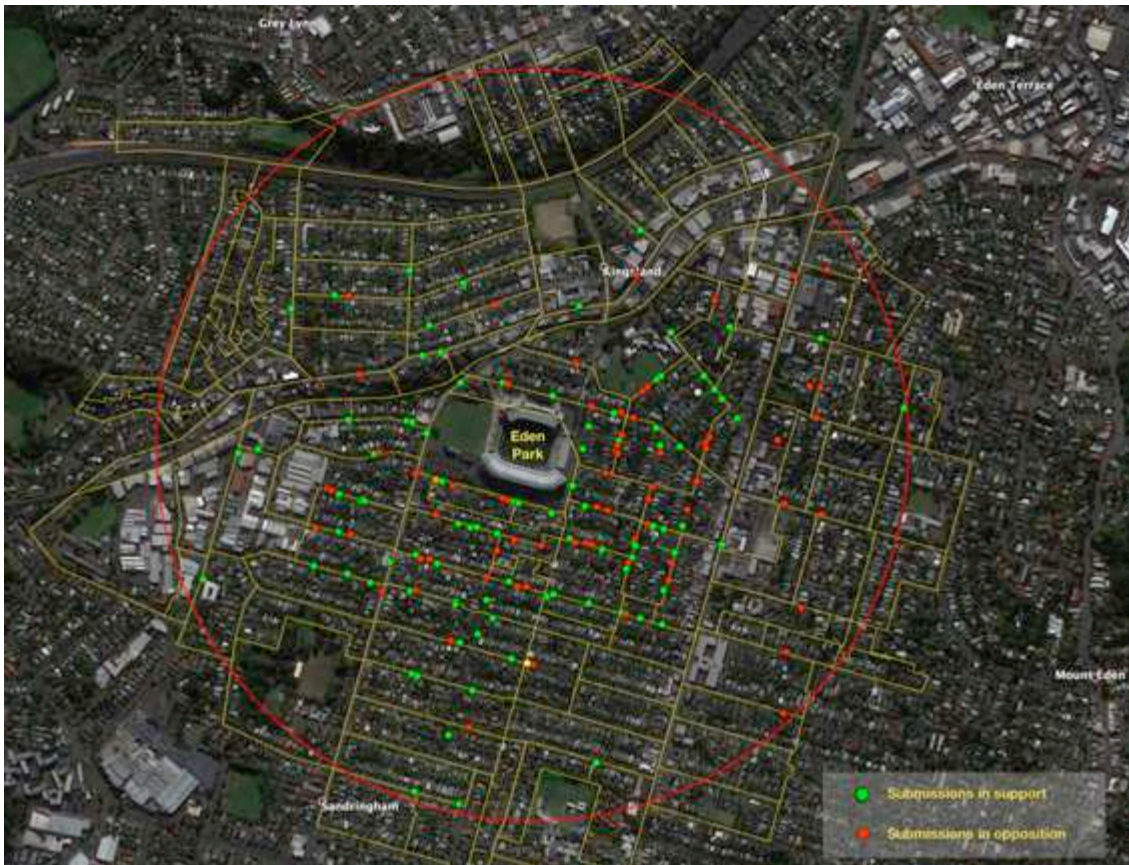 Grey Lynn
Eden Terrace
Kingsland
Eden
Park
Mount Eden
Sandringham
Submissions in support
Submissions in opposition